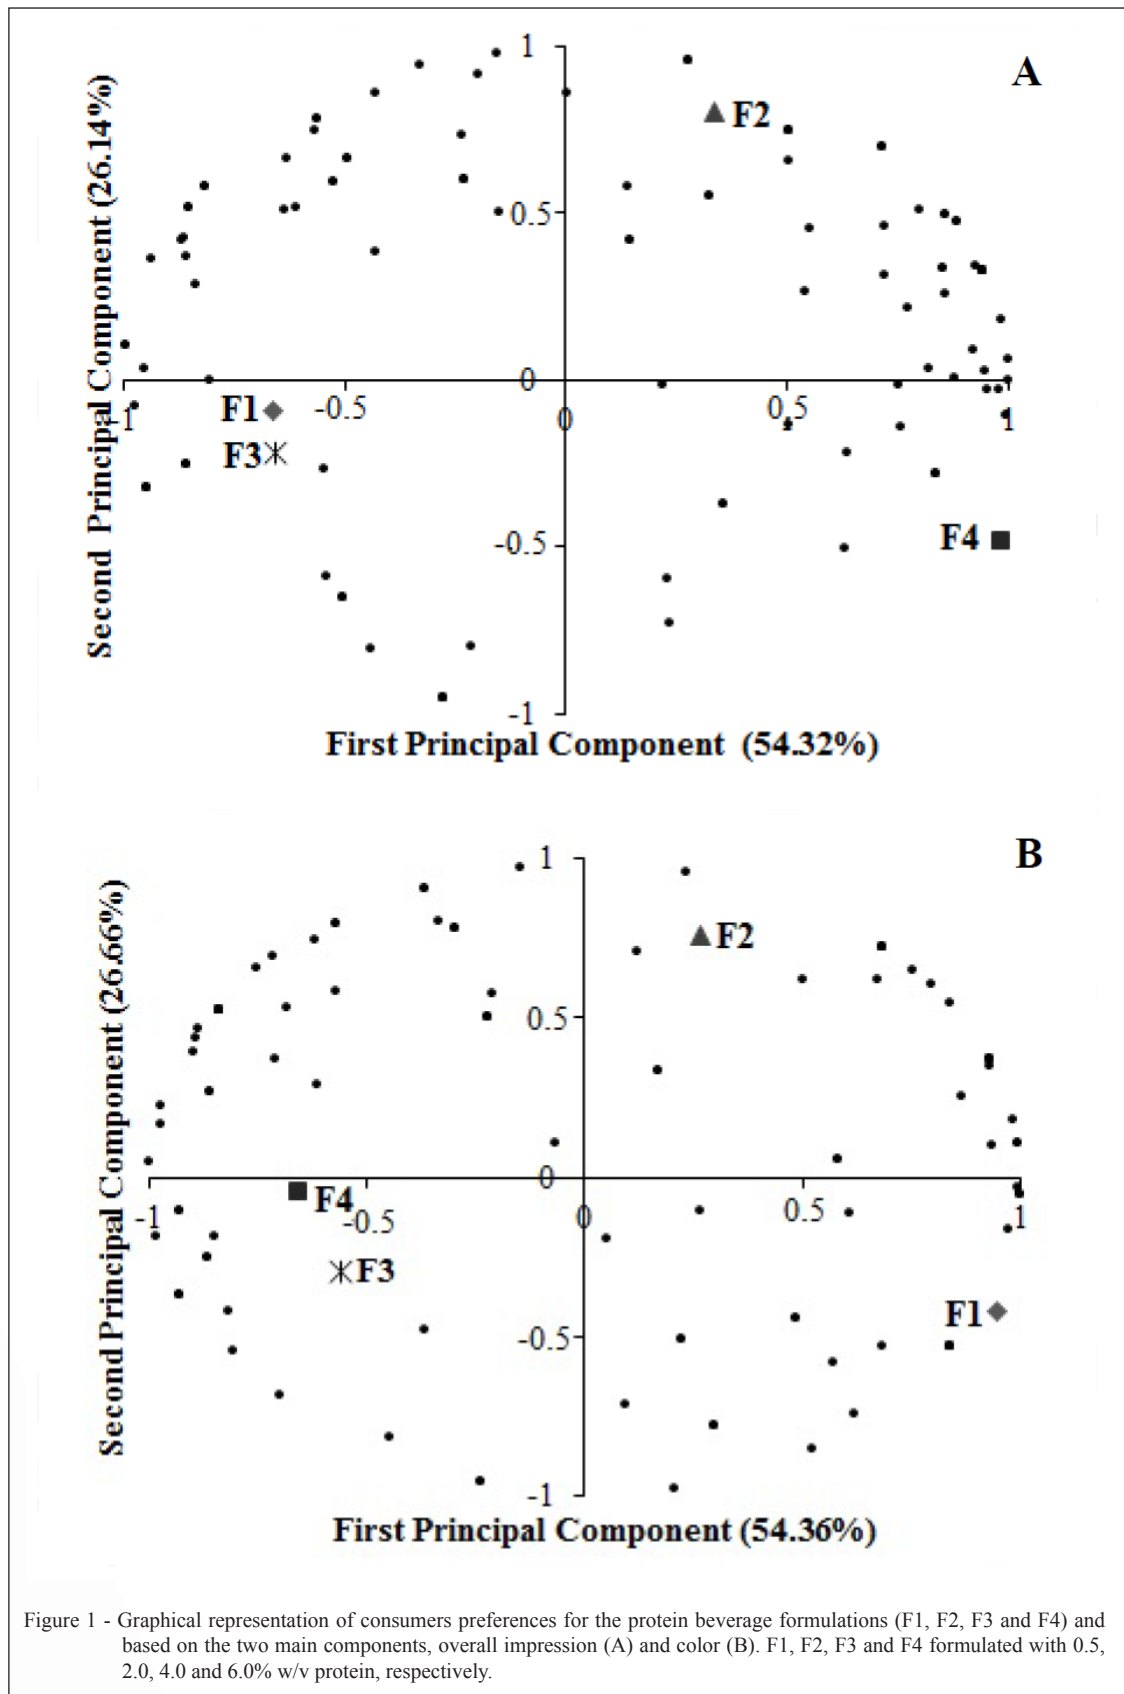 A
1
F2
0.5
Second Principal Component (26.14%)
0
-1
-0.5
0
0.5
1
F1
F3
-0.5
F4
-1
First Principal Component (54.32%)
B
1
F2
0.5
Second Principal Component (26.66%)
0
-1
F4
-0.5
0
0.5
1
F3
F1
-0.5
-1
First Principal Component (54.36%)
Figure 1 - Graphical representation of consumers preferences for the protein beverage formulations (F1, F2, F3 and F4) and
based on the two main components, overall impression (A) and color (B). F1, F2, F3 and F4 formulated with 0.5,
2.0, 4.0 and 6.0% w/v protein, respectively.